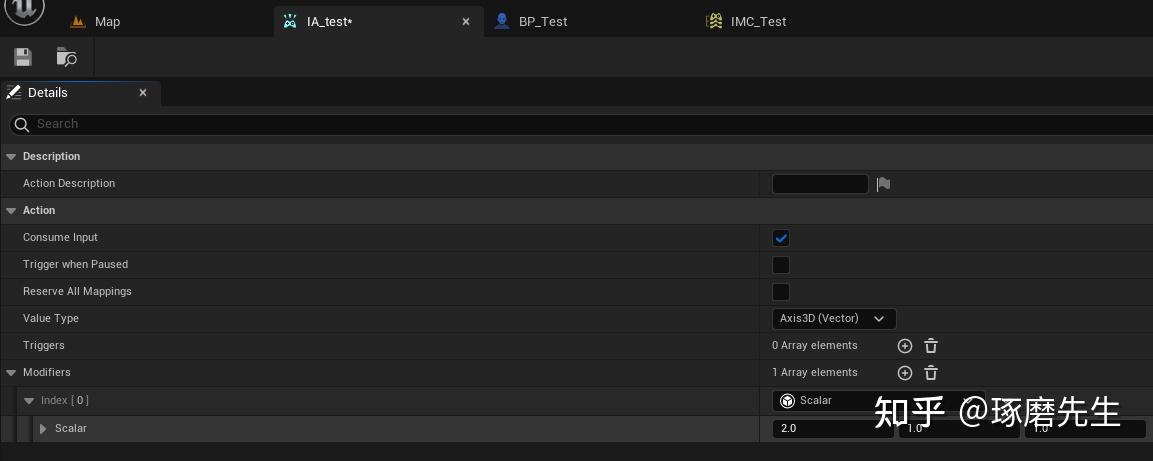 Map IA_test* BP_Test IMC_Test
Details
Search
Description
Action Description
Action
Consume Input
Trigger when Paused
Reserve All Mappings
Value Type Axis3D (Vector)
Triggers 0 Array elements
Modifiers 1 Array elements
Index [ 0 ] Scalar
Scalar 2.0 1.0 1.0
知乎 @琢磨先生